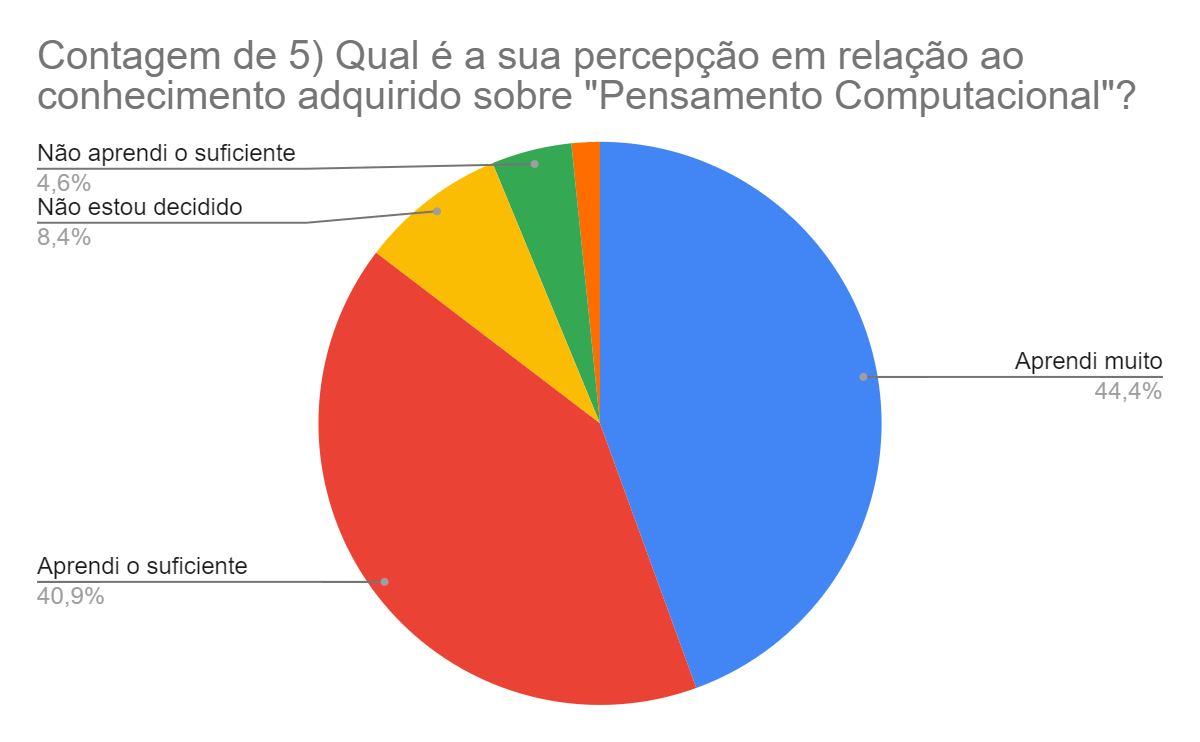 Contagem de 5) Qual é a sua percepção em relação ao
conhecimento adquirido sobre "Pensamento Computacional"?
Não aprendi o suficiente
4,6%
Não estou decidido
8,4%
Aprendi muito
44,4%
Aprendi o suficiente
40,9%